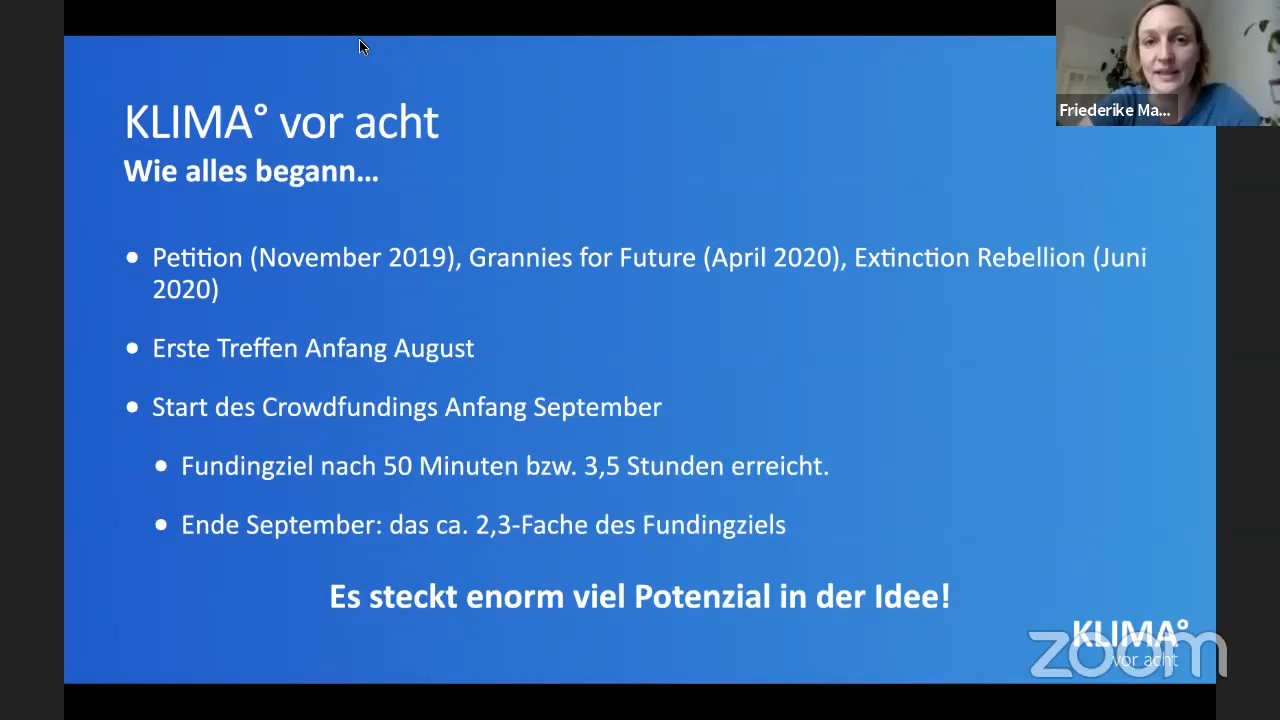 KLIMA° vor acht
Wie alles begann...
Friederike Ma...
● Petition (November 2019), Grannies for Future (April 2020), Extinction Rebellion (Juni
2020)
● Erste Treffen Anfang August
● Start des Crowdfundings Anfang September
● Fundingziel nach 50 Minuten bzw. 3,5 Stunden erreicht.
● Ende September: das ca. 2,3-Fache des Fundingziels
Es steckt enorm viel Potenzial in der Idee!
KLIMA°
vor acht
zoom